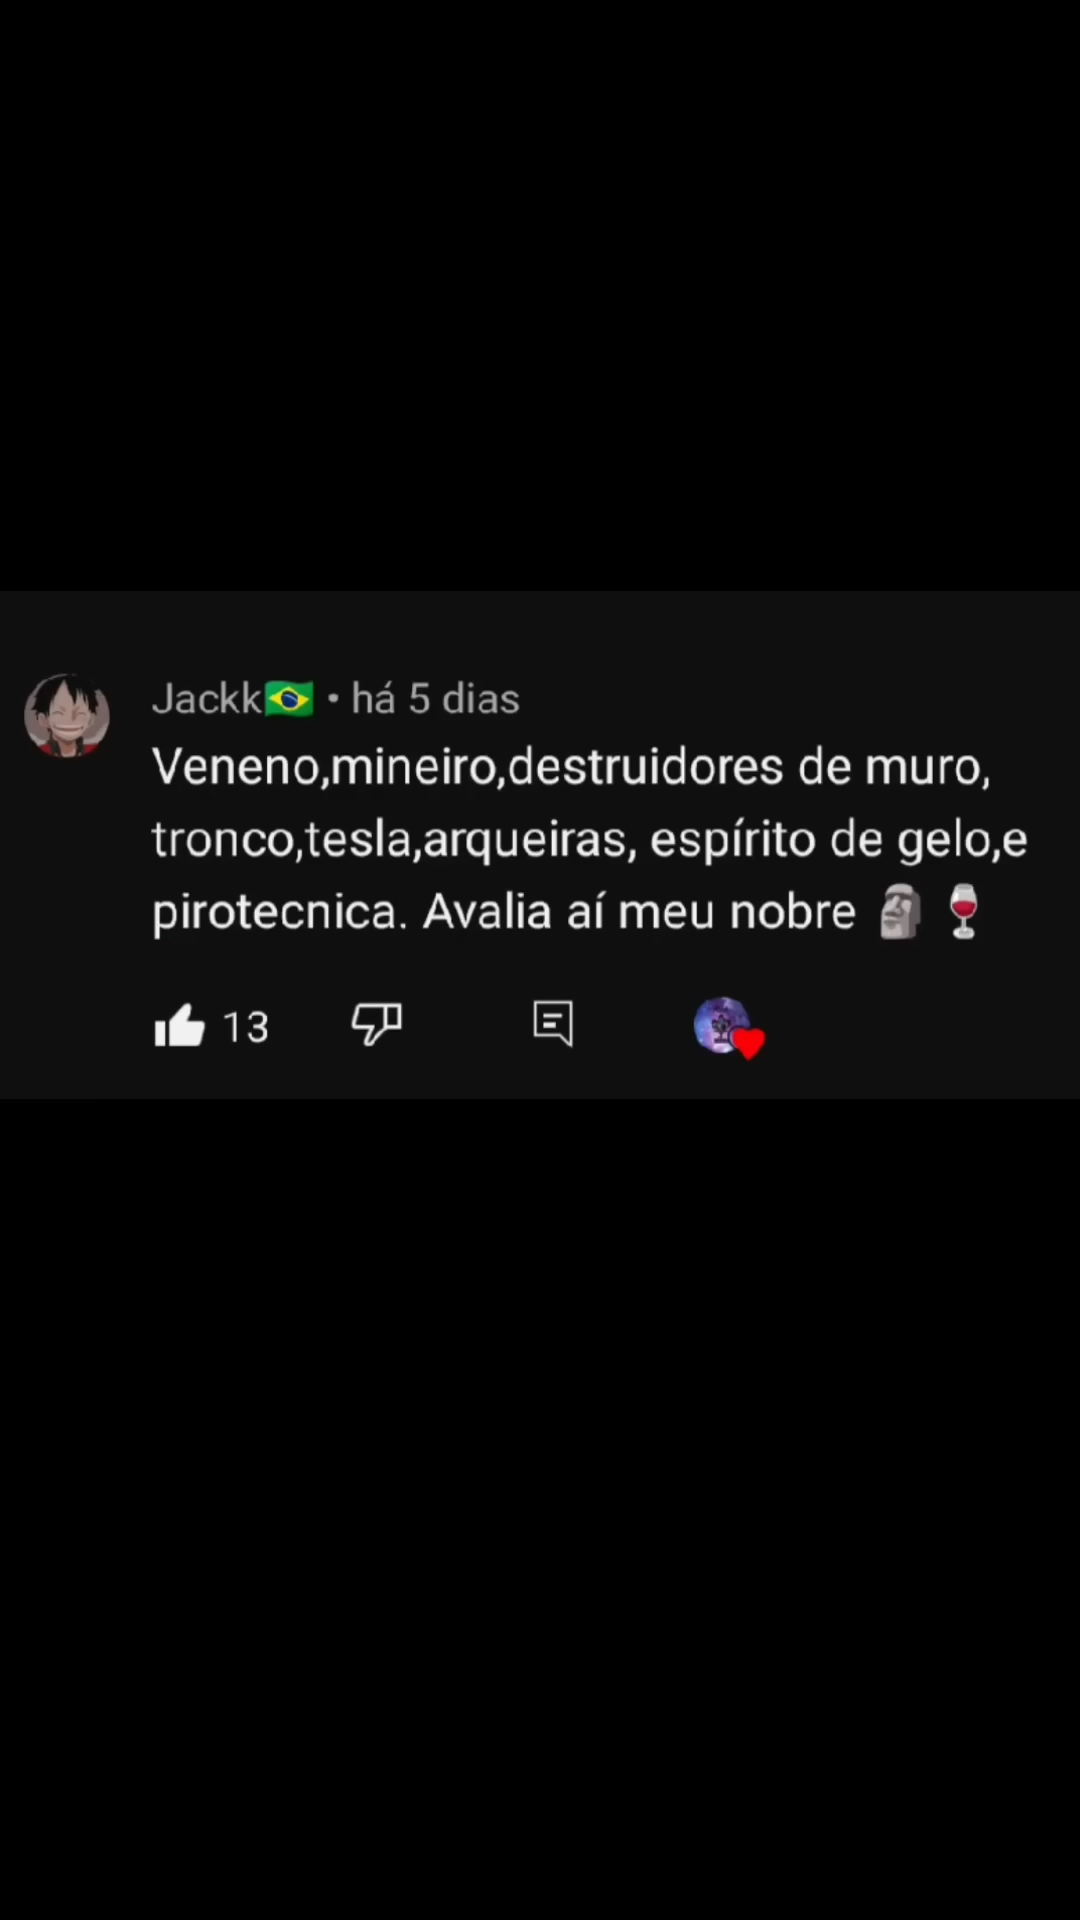 Jackk🇧🇷 • há 5 dias
Veneno,mineiro,destruidores de muro,
tronco,tesla,arqueiras, espírito de gelo,e
pirotecnica. Avalia aí meu nobre 🗿🍷
13